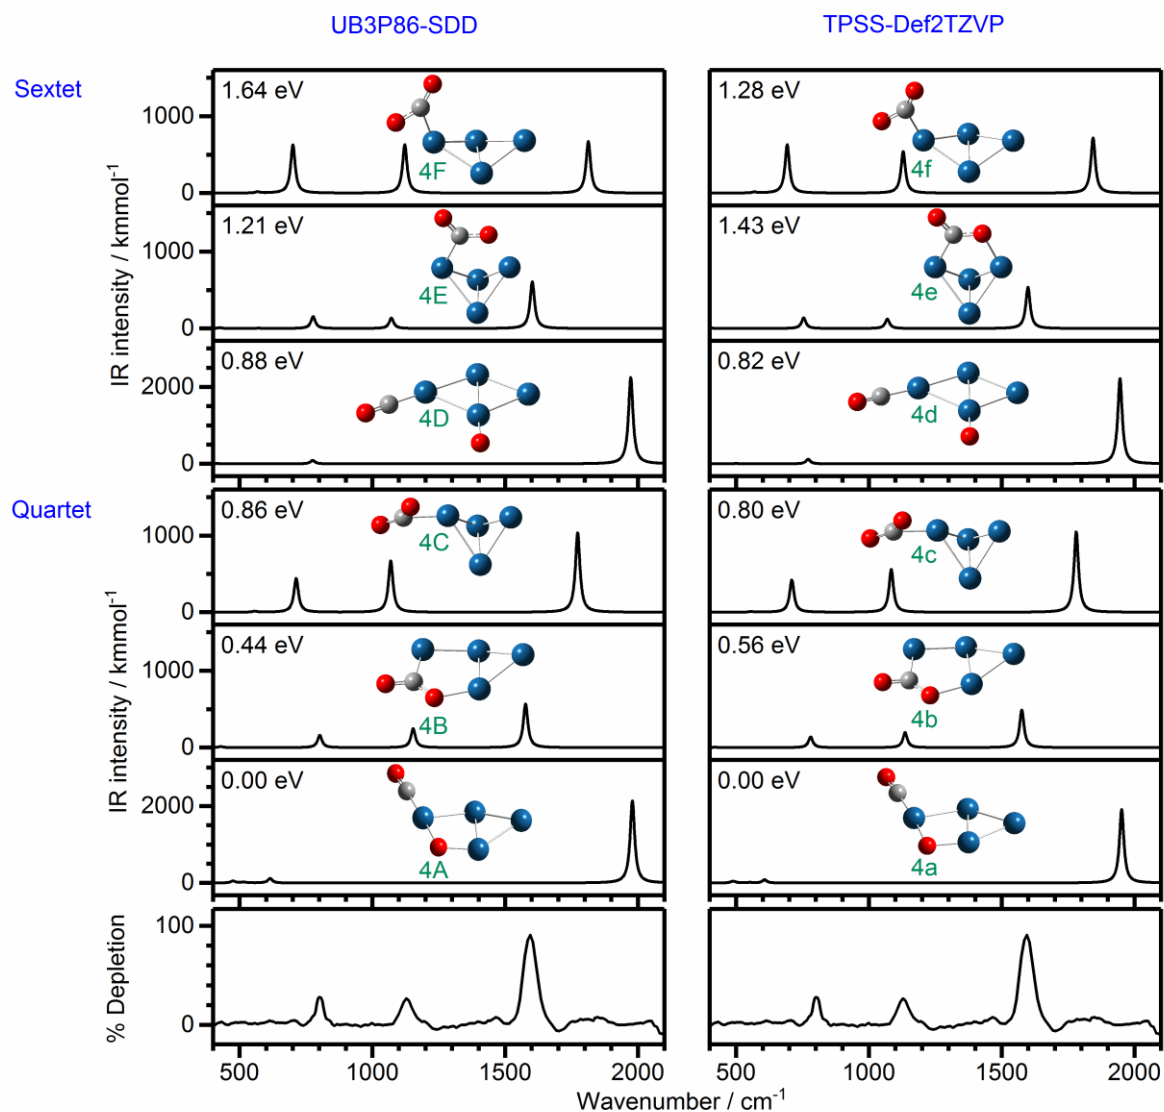 UB3P86-SDD
TPSS-Def2TZVP
Sextet
1.64 eV
4F
1.28 eV
4f
1000
0
1.21 eV
4E
1.43 eV
4e
1000
0
0.88 eV
4D
0.82 eV
4d
2000
0
IR intensity / kmmol-1
Quartet
0.86 eV
4C
0.80 eV
4c
1000
0
0.44 eV
4B
0.56 eV
4b
1000
0
0.00 eV
4A
0.00 eV
4a
2000
0
IR intensity / kmmol-1
100
0
% Depletion
500 1000 1500 2000 500 1000 1500 2000
Wavenumber / cm-1